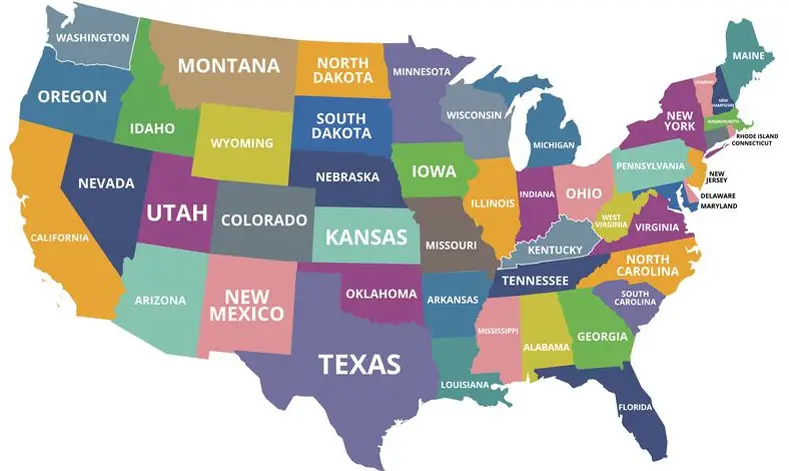 WASHINGTON
MONTANA
NORTH
DAKOTA
MINNESOTA
MAINE
OREGON
IDAHO
WYOMING
SOUTH
DAKOTA
WISCONSIN
MICHIGAN
VERMONT
NEW
HAMPSHIRE
NEW
YORK
MASSACHUSETTS
RHODE ISLAND
CONNECTICUT
NEVADA
UTAH
COLORADO
NEBRASKA
IOWA
ILLINOIS
INDIANA
OHIO
PENNSYLVANIA
NEW
JERSEY
DELAWARE
MARYLAND
CALIFORNIA
KANSAS
MISSOURI
KENTUCKY
WEST
VIRGINIA
VIRGINIA
ARIZONA
NEW
MEXICO
OKLAHOMA
ARKANSAS
TENNESSEE
NORTH
CAROLINA
SOUTH
CAROLINA
TEXAS
LOUISIANA
MISSISSIPPI
ALABAMA
GEORGIA
FLORIDA